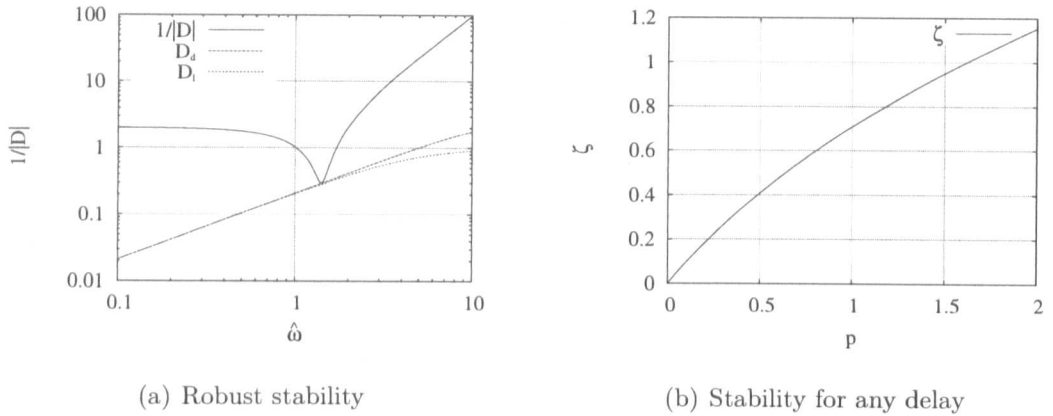 1/|D|
D_d
D_l
100
10
1
0.1
0.01
1/|D|
0.1
1
10
ω̂
(a) Robust stability
ζ
1.2
1
0.8
0.6
0.4
0.2
0
ζ
0
0.5
1
1.5
2
p
(b) Stability for any delay